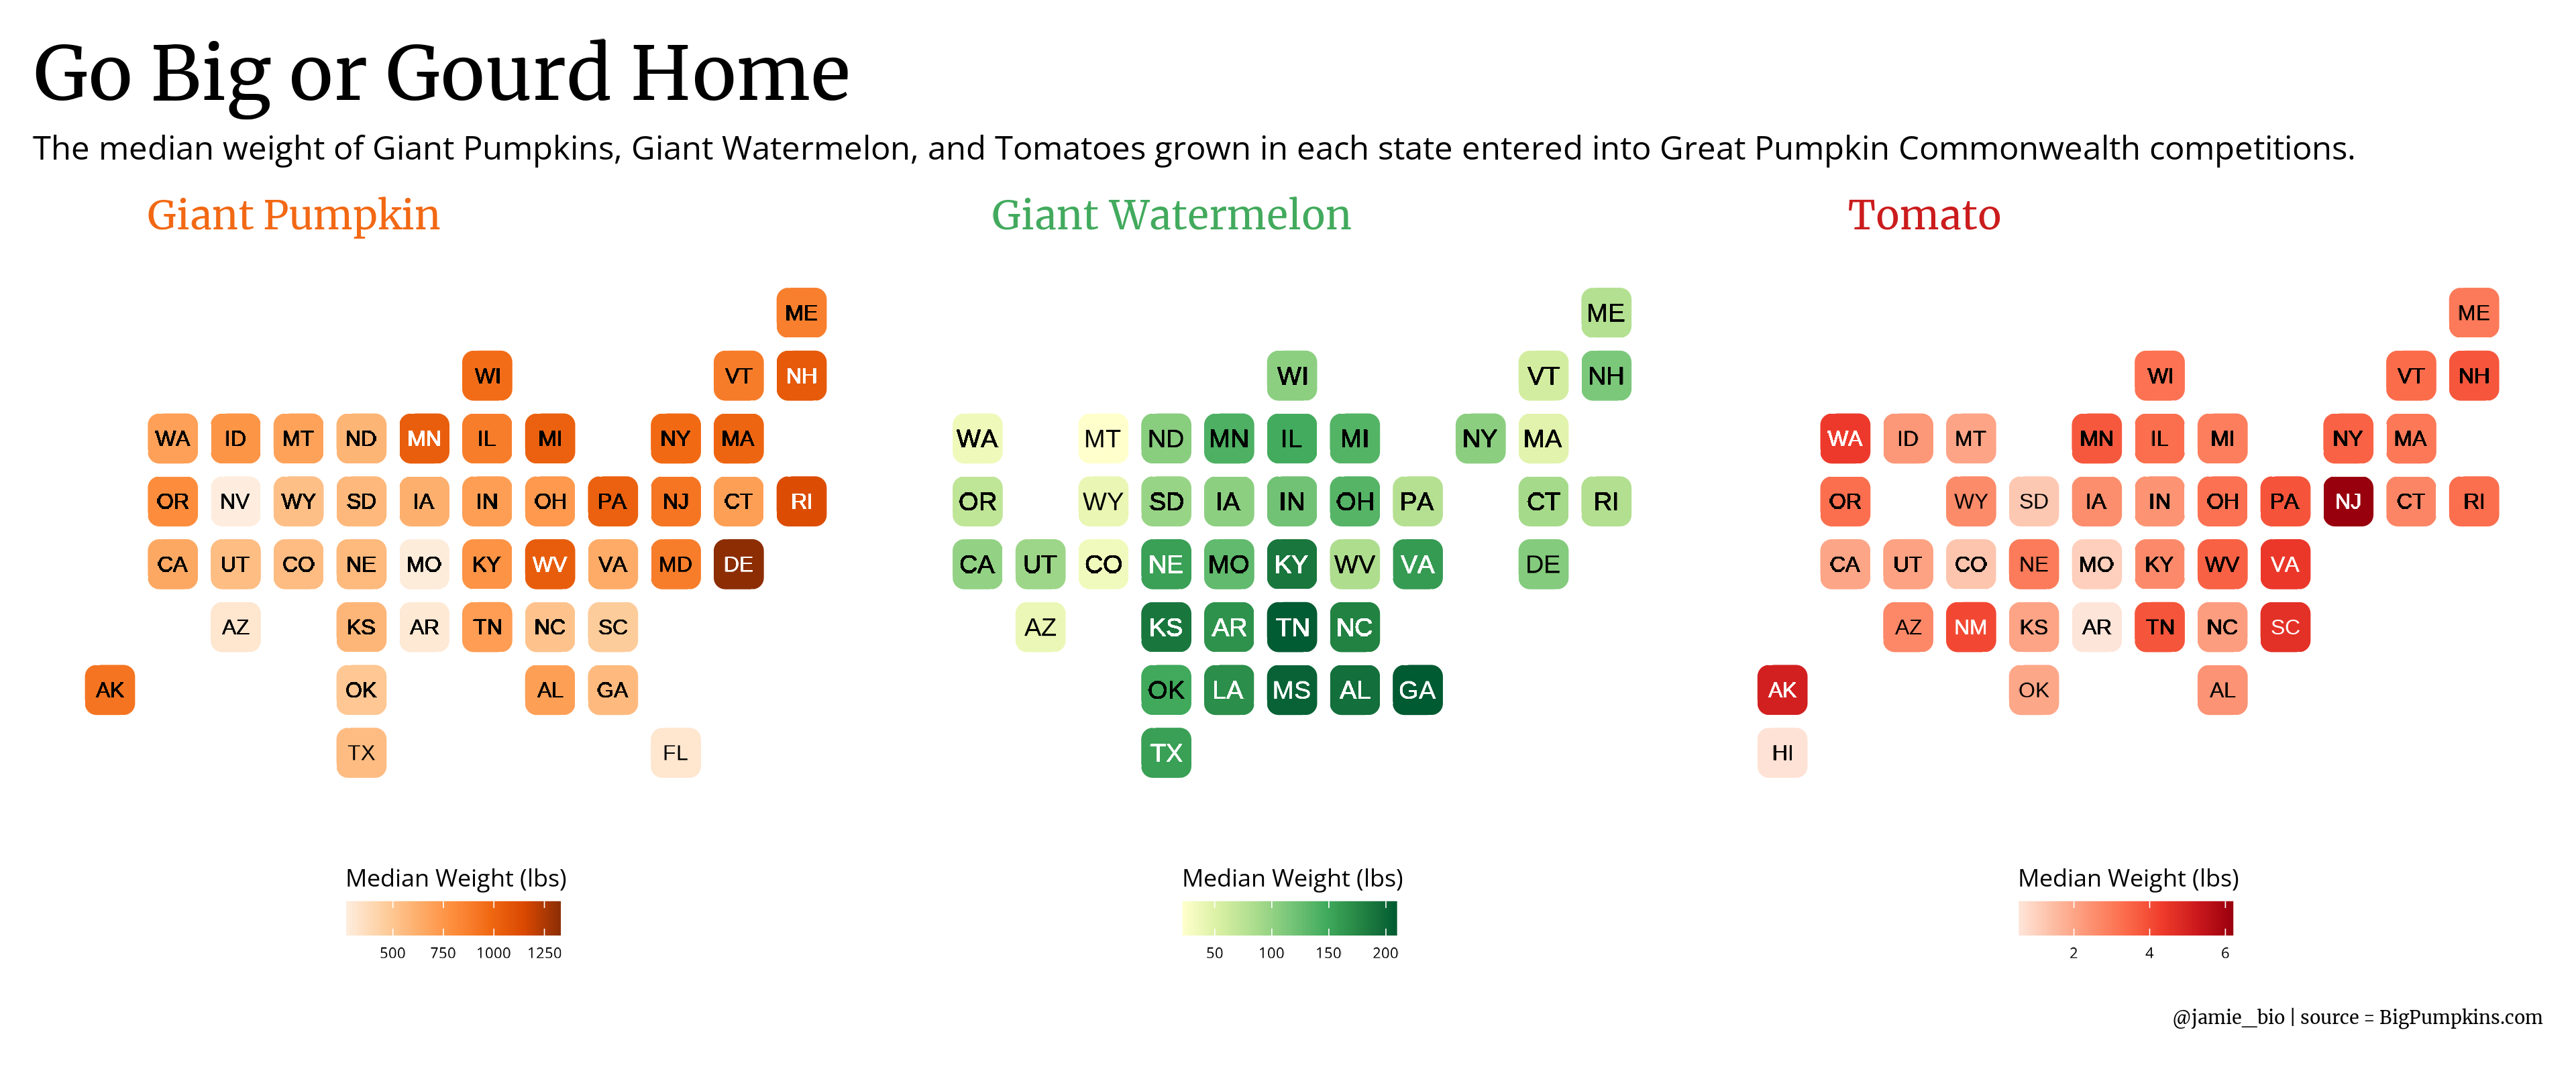 Go Big or Gourd Home
The median weight of Giant Pumpkins, Giant Watermelon, and Tomatoes grown in each state entered into Great Pumpkin Commonwealth competitions.
Giant Pumpkin
ME
WI VT NH
WA ID MT ND MN IL MI NY MA
OR NV WY SD IA IN OH PA NJ CT RI
CA UT CO NE MO KY WV VA MD DE
AZ KS AR TN NC SC
AK OK AL GA
TX FL
Median Weight (lbs)
500 750 1000 1250
Giant Watermelon
ME
WI VT NH
WA MT ND MN IL MI NY MA
OR WY SD IA IN OH PA CT RI
CA UT CO NE MO KY WV VA DE
AZ KS AR TN NC
OK LA MS AL GA
TX
Median Weight (lbs)
50 100 150 200
Tomato
ME
WI VT NH
WA ID MT MN IL MI NY MA
OR WY SD IA IN OH PA NJ CT RI
CA UT CO NE MO KY WV VA
AZ NM KS AR TN NC SC
AK OK AL
HI
Median Weight (lbs)
2 4 6
@jamie_bio | source = BigPumpkins.com